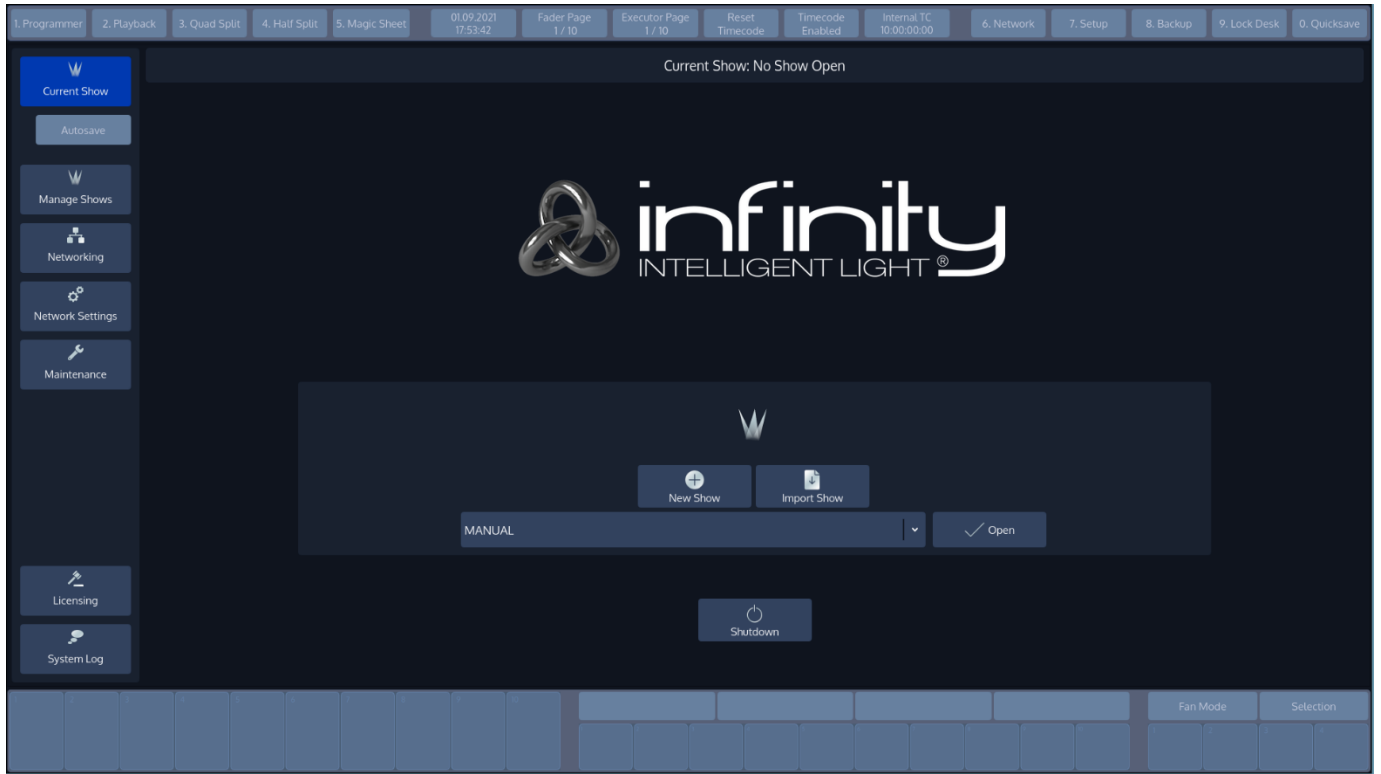 1. Programmer
2. Playback
3. Quad Split
4. Half Split
5. Magic Sheet
01.09.2021
17:53:42
Fader Page
1 / 10
Executor Page
1 / 10
Reset
Timecode
Timecode
Enabled
Internal TC
10:00:00:00
6. Network
7. Setup
8. Backup
9. Lock Desk
0. Quicksave
Current Show
Autosave
Manage Shows
Networking
Network Settings
Maintenance
Licensing
System Log
Current Show: No Show Open
infinity
INTELLIGENT LIGHT ®
New Show
Import Show
MANUAL
Open
Shutdown
Fan Mode
Selection